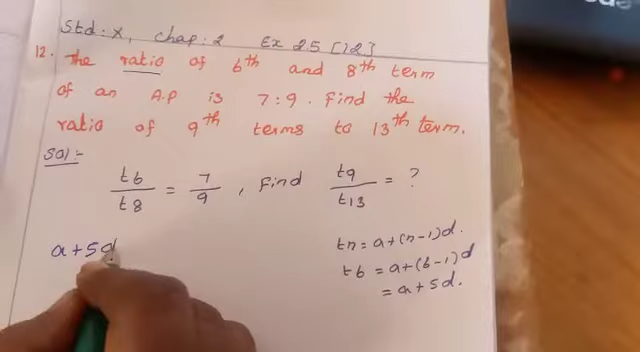 Std: X, chap: 2 Ex 2.5 [12]
12. The ratio of 6th and 8th term
of an A.P is 7:9. Find the
ratio of 9th terms to 13th term.
Sol:-
t6/t8 = 7/9, Find t9/t13 = ?
tn = a+(n-1)d.
t6 = a+(6-1)d
= a+5d.
a+5d